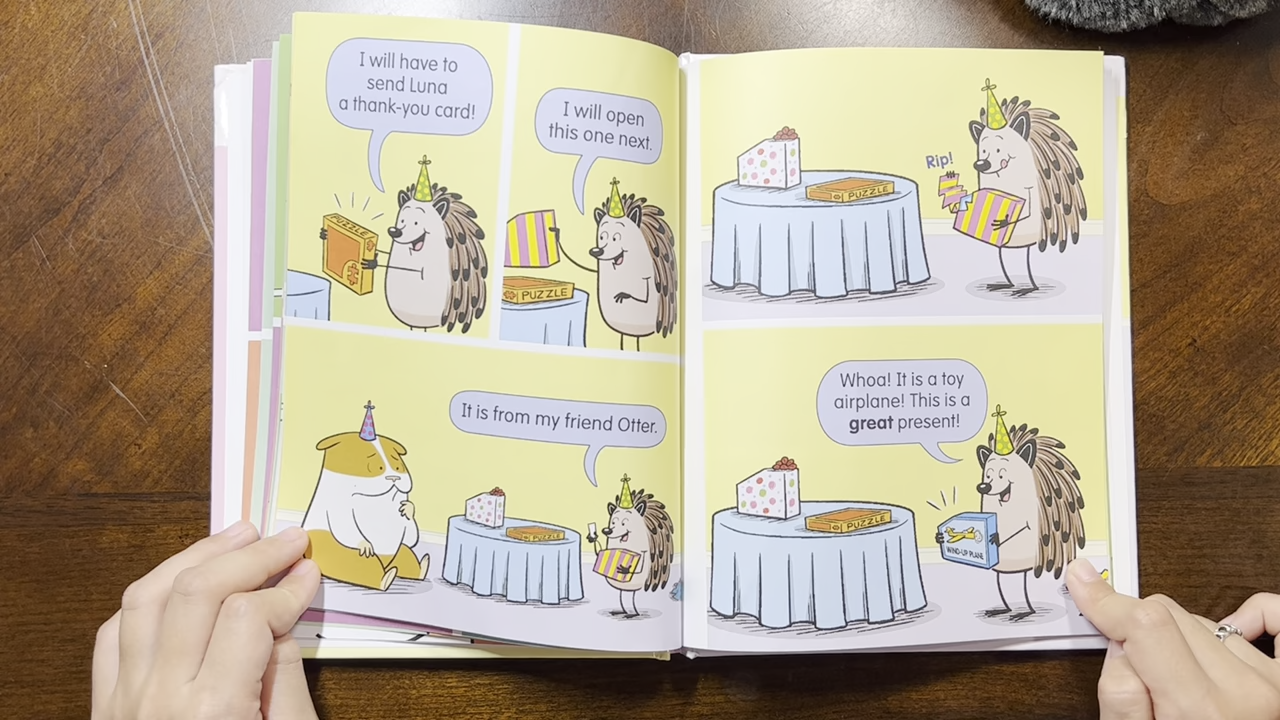 I will have to
send Luna
a thank-you card!
PUZZLE
I will open
this one next.
PUZZLE
It is from my friend Otter.
PUZZLE
Rip!
PUZZLE
Whoa! It is a toy
airplane! This is a
great present!
PUZZLE
WIND-UP PLANE